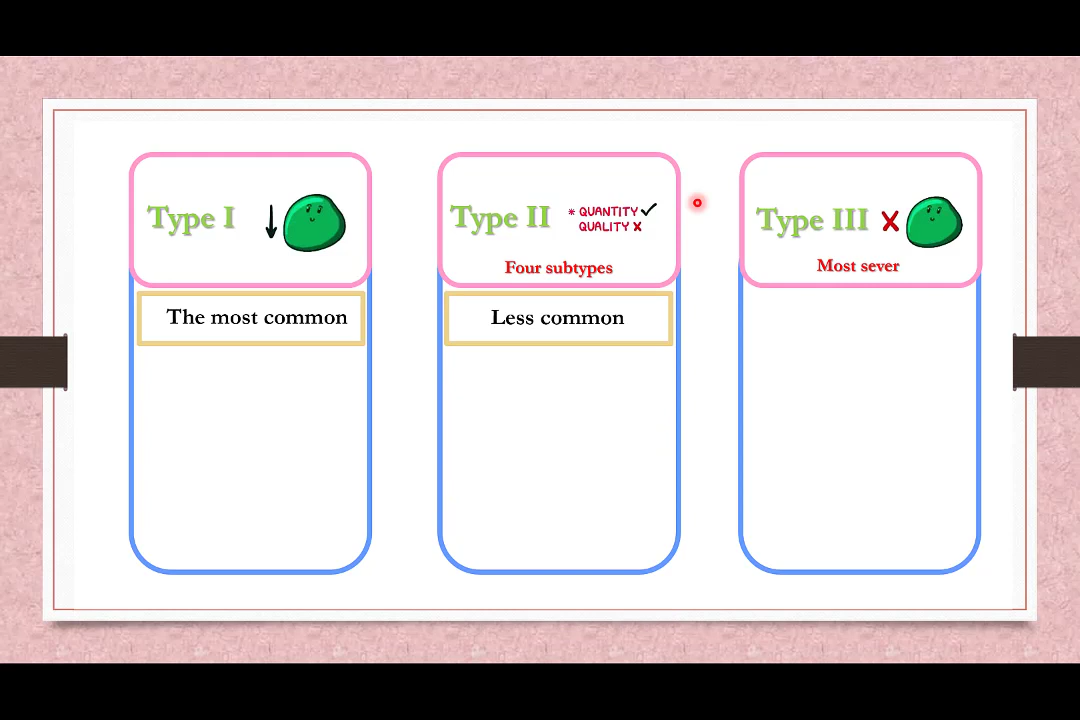 Type I
The most common
Type II
* QUANTITY ✓
QUALITY X
Four subtypes
Less common
Type III X
Most sever